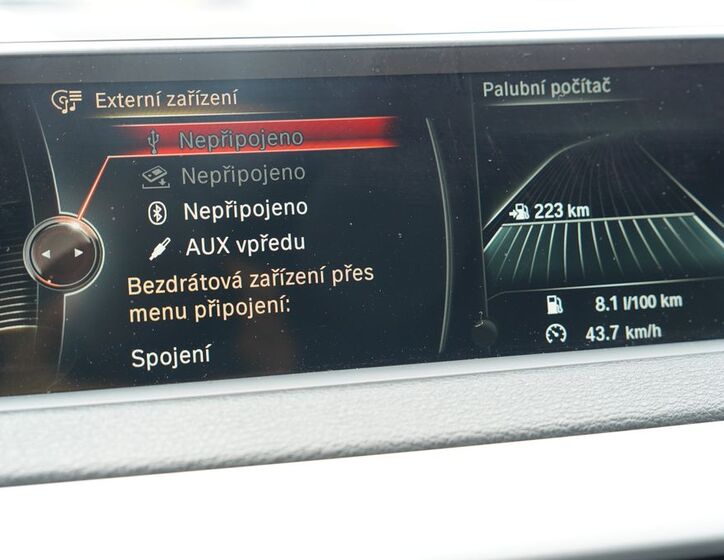 Externí zařízení
Nepřipojeno
Nepřipojeno
Nepřipojeno
AUX vpředu
Bezdrátová zařízení přes
menu připojení:
Spojení
Palubní počítač
223 km
8.1 l/100 km
43.7 km/h